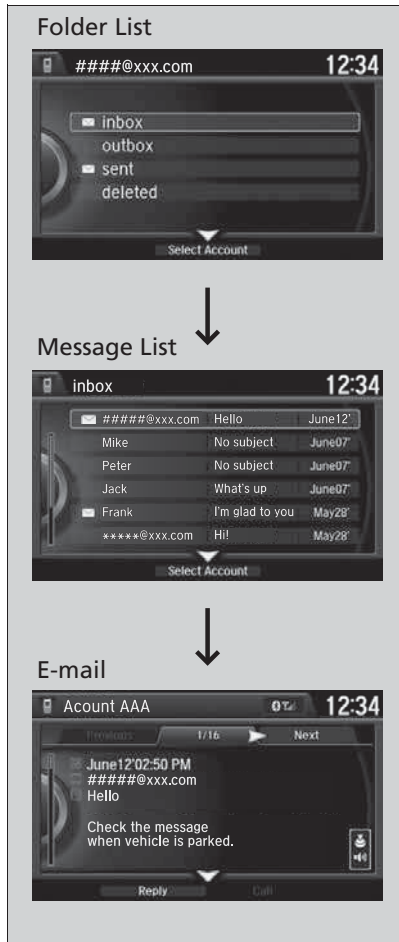 Folder List
####@xxx.com 12:34
inbox
outbox
sent
deleted
Select Account
Message List
inbox 12:34
#####@xxx.com Hello June12'
Mike No subject June07'
Peter No subject June07'
Jack What's up June07'
Frank I'm glad to you May28'
*****@xxx.com Hi! May28'
Select Account
E-mail
Acount AAA 12:34
Previous 1/16 Next
June12'02:50 PM
#####@xxx.com
Hello
Check the message
when vehicle is parked.
Reply Call